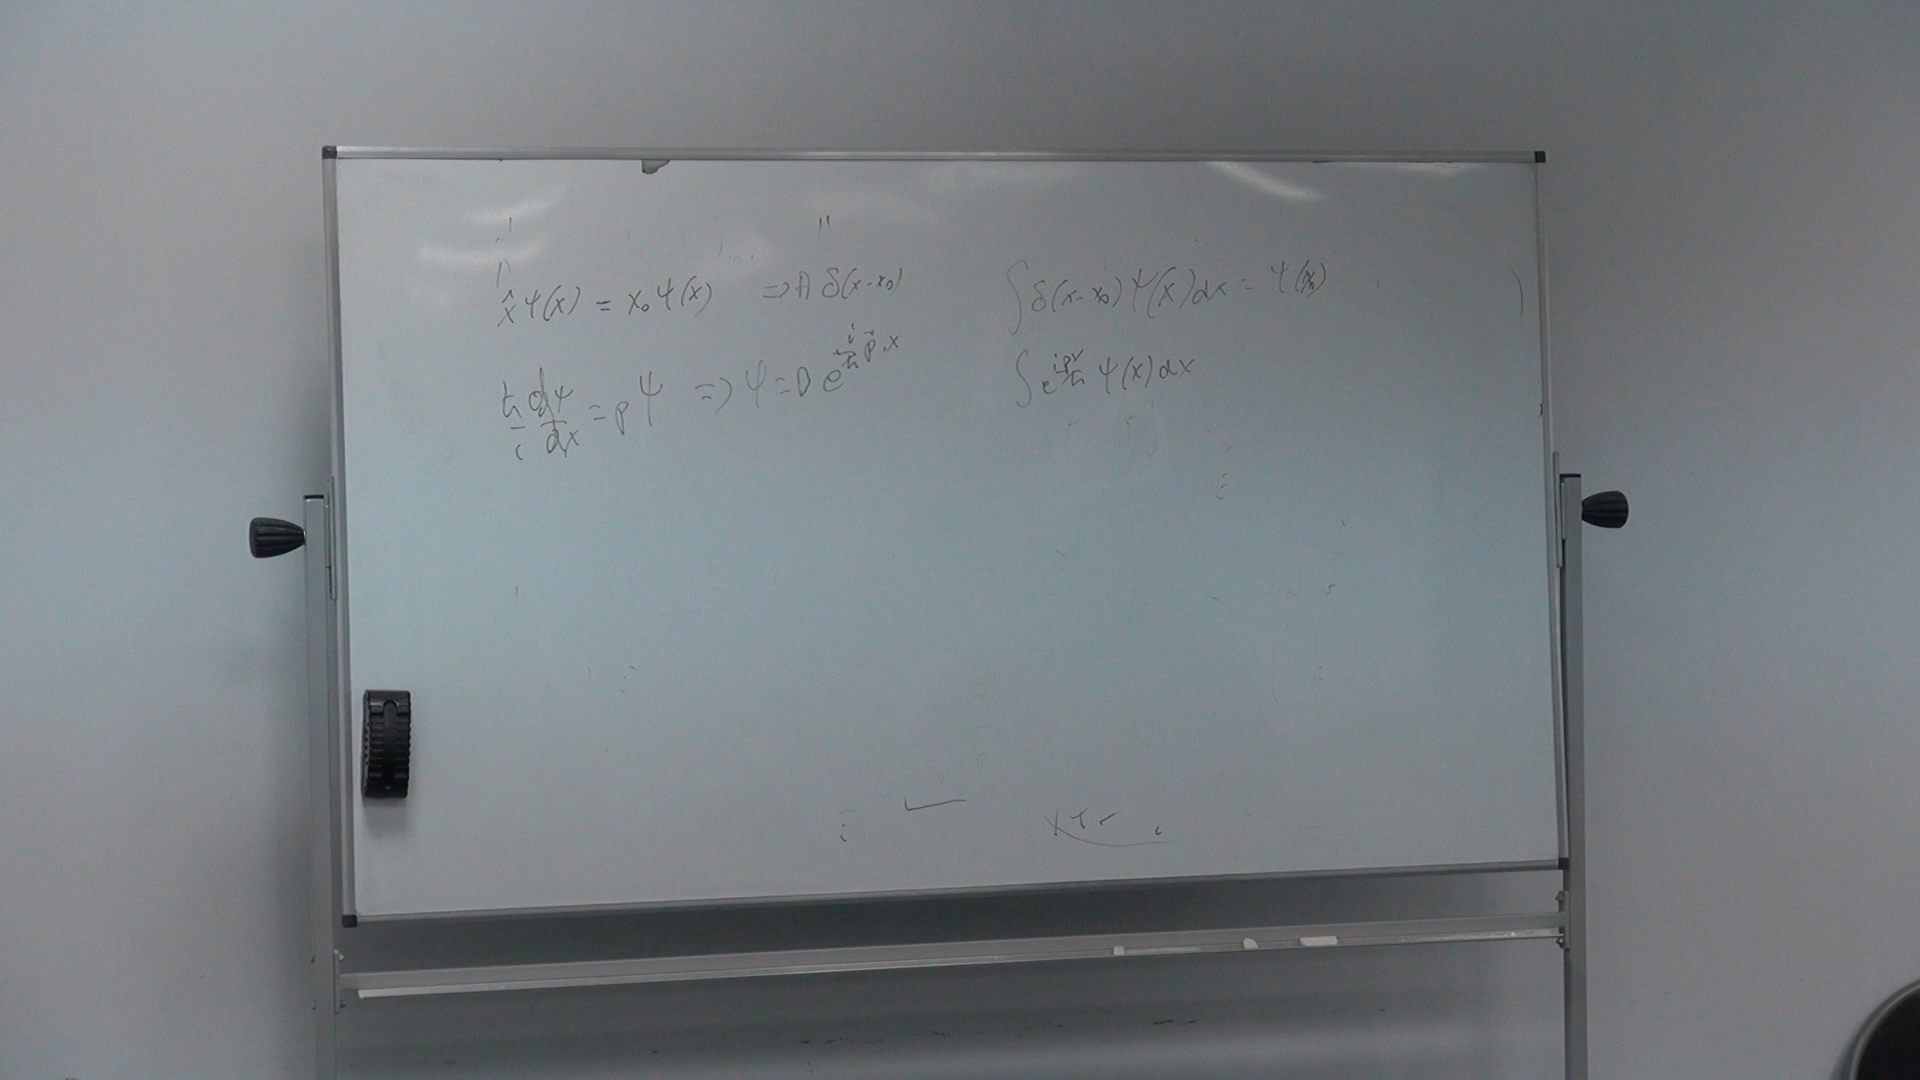 x̂ψ(x) = x₀ψ(x) ⇒ A δ(x-x₀)
∫δ(x-x₀)ψ(x)dx = ψ(x₀)
ħ/i dψ/dx = pψ ⇒ ψ = D e^{i/ħ p·x}
∫e^{ipx/ħ} ψ(x)dx